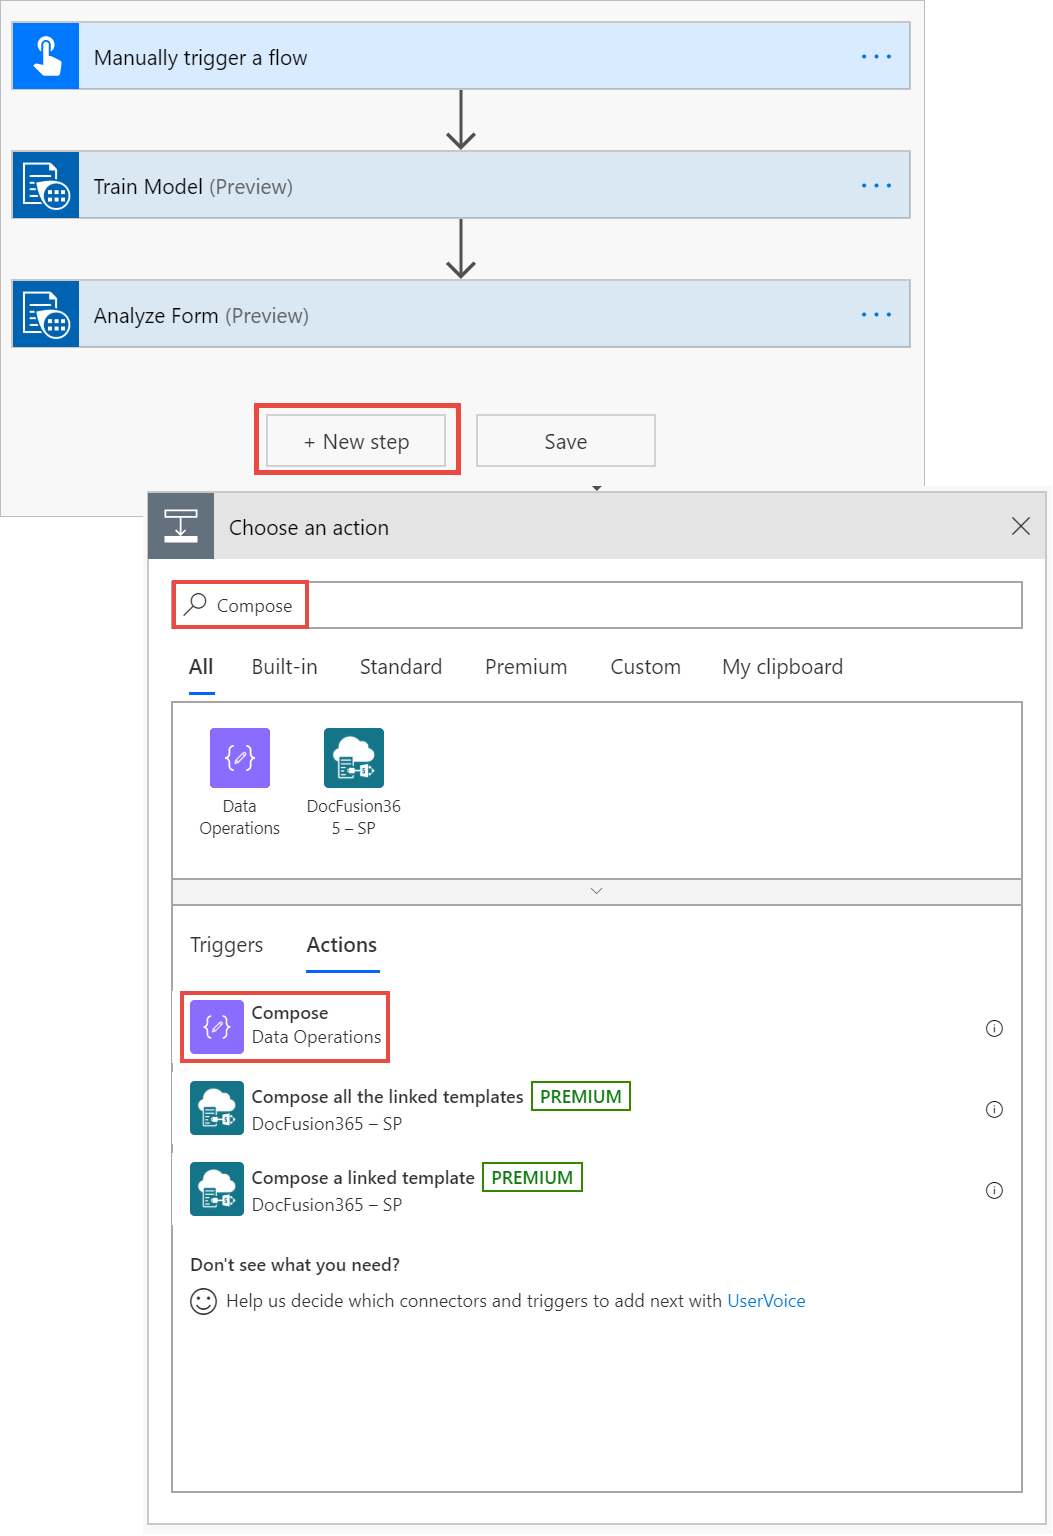 Manually trigger a flow
Train Model (Preview)
Analyze Form (Preview)
+ New step
Save
Choose an action
Compose
All Built-in Standard Premium Custom My clipboard
Data
Operations
DocFusion36
5 – SP
Triggers Actions
Compose
Data Operations
Compose all the linked templates PREMIUM
DocFusion365 – SP
Compose a linked template PREMIUM
DocFusion365 – SP
Don't see what you need?
Help us decide which connectors and triggers to add next with UserVoice